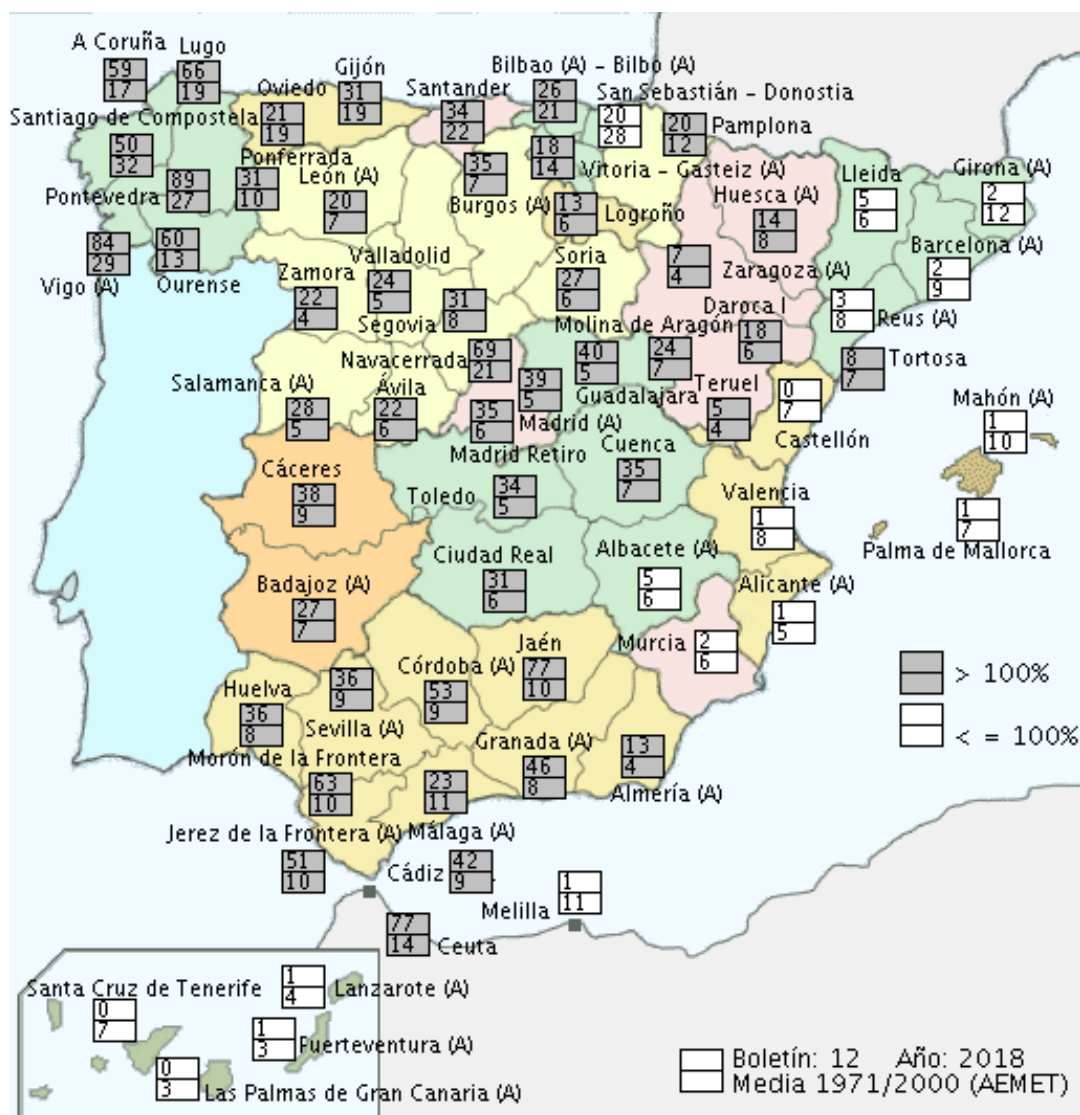 A Coruña
59
17
Lugo
66
19
Oviedo
21
19
Gijón
31
19
Santander
34
22
Bilbao (A) – Bilbo (A)
26
21
San Sebastián – Donostia
20
28
Pamplona
20
12
Santiago de Compostela
50
32
Ponferrada
31
10
León (A)
20
7
Burgos (A)
35
7
Vitoria – Gasteiz (A)
18
14
Logroño
13
6
Huesca (A)
14
8
Lleida
5
6
Girona (A)
2
12
Pontevedra
89
27
Vigo (A)
84
29
Ourense
60
13
Zamora
22
4
Valladolid
24
5
Soria
27
6
Zaragoza (A)
7
4
Barcelona (A)
2
9
Segovia
31
8
Molina de Aragón
24
7
Daroca I
18
6
Reus (A)
3
8
Tortosa
8
7
Navacerrada
69
21
Guadalajara
40
5
Salamanca (A)
28
5
Ávila
22
6
Madrid (A)
39
5
Madrid Retiro
35
6
Teruel
5
4
Castellón
0
7
Mahón (A)
1
10
Cáceres
38
9
Toledo
34
5
Cuenca
35
7
Valencia
1
8
Palma de Mallorca
1
7
Badajoz (A)
27
7
Ciudad Real
31
6
Albacete (A)
5
6
Alicante (A)
1
5
Murcia
2
6
Huelva
36
8
Sevilla (A)
36
9
Córdoba (A)
53
9
Jaén
77
10
> 100%
< = 100%
Morón de la Frontera
63
10
Málaga (A)
23
11
Granada (A)
46
8
Almería (A)
13
4
Jerez de la Frontera (A)
51
10
Cádiz .
42
9
Melilla
1
11
Ceuta
77
14
Santa Cruz de Tenerife
0
7
Lanzarote (A)
1
4
Fuerteventura (A)
1
3
Las Palmas de Gran Canaria (A)
0
3
Boletín: 12 Año: 2018
Media 1971/2000 (AEMET)